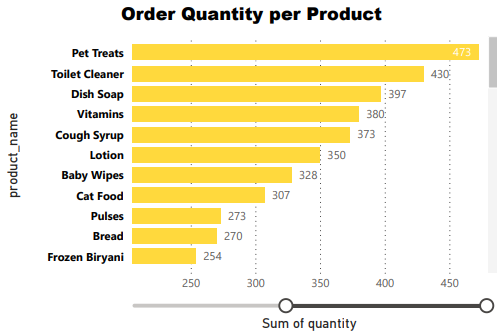 Order Quantity per Product
product_name
Pet Treats 473
Toilet Cleaner 430
Dish Soap 397
Vitamins 380
Cough Syrup 373
Lotion 350
Baby Wipes 328
Cat Food 307
Pulses 273
Bread 270
Frozen Biryani 254
250 300 350 400 450
Sum of quantity